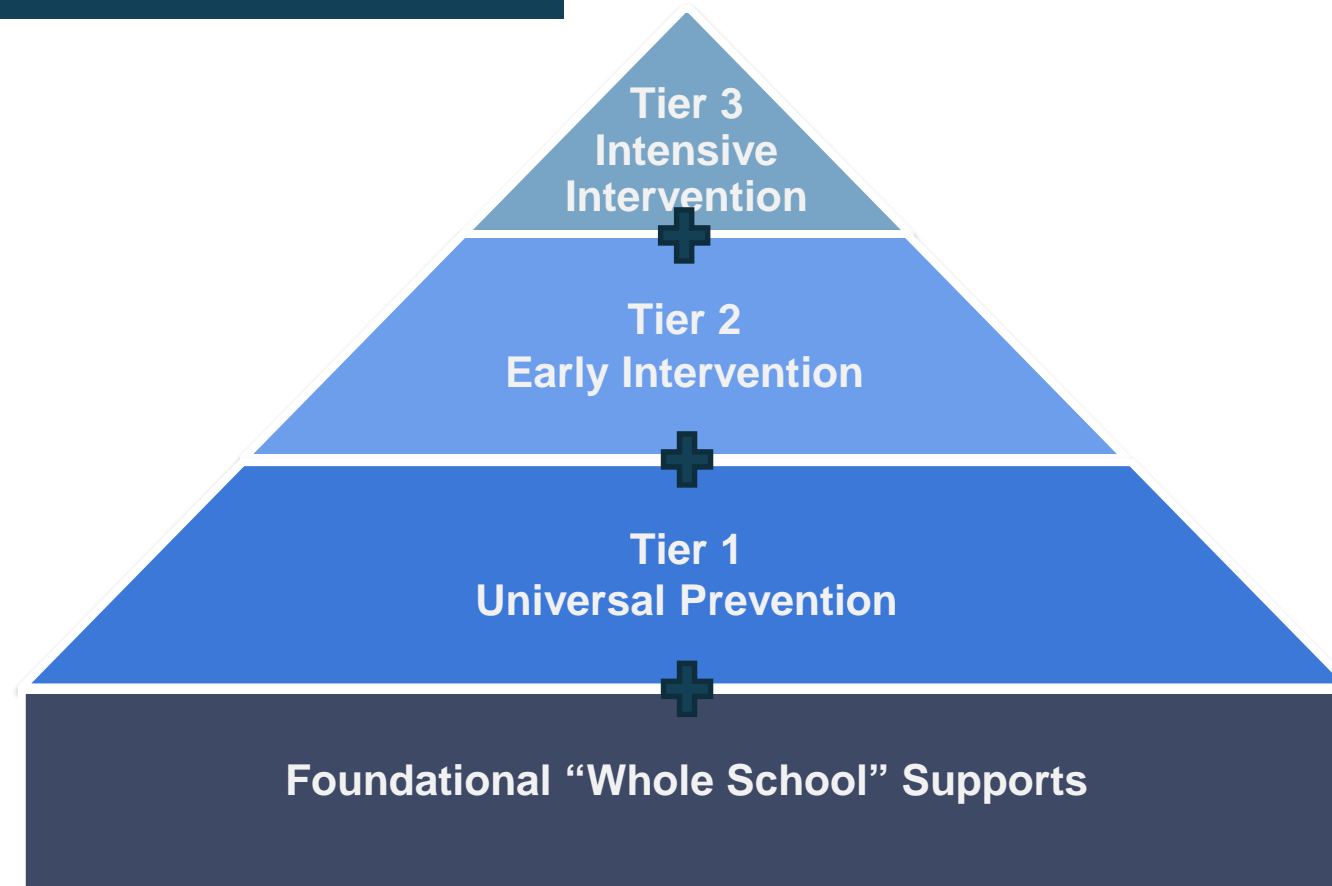 Tier 3
Intensive
Intervention
Tier 2
Early Intervention
Tier 1
Universal Prevention
Foundational “Whole School” Supports